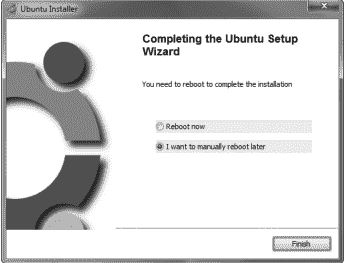 Ubuntu Installer
Completing the Ubuntu Setup
Wizard
You need to reboot to complete the installation
Reboot now
I want to manually reboot later
Finish